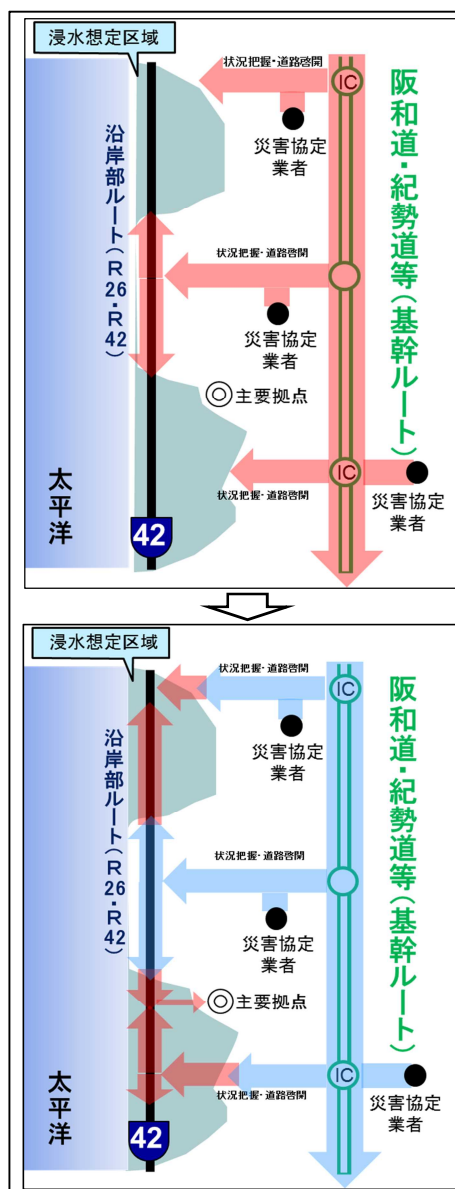 浸水想定区域
状況把握・道路啓開
IC
災害協定
業者
阪和道・紀勢道等(基幹ルート)
沿岸部ルート(R26・R42)
状況把握・道路啓開
災害協定
業者
◎主要拠点
IC
状況把握・道路啓開
災害協定
業者
太平洋
42
浸水想定区域
状況把握・道路啓開
IC
災害協定
業者
阪和道・紀勢道等(基幹ルート)
沿岸部ルート(R26・R42)
状況把握・道路啓開
災害協定
業者
◎主要拠点
IC
状況把握・道路啓開
災害協定
業者
太平洋
42